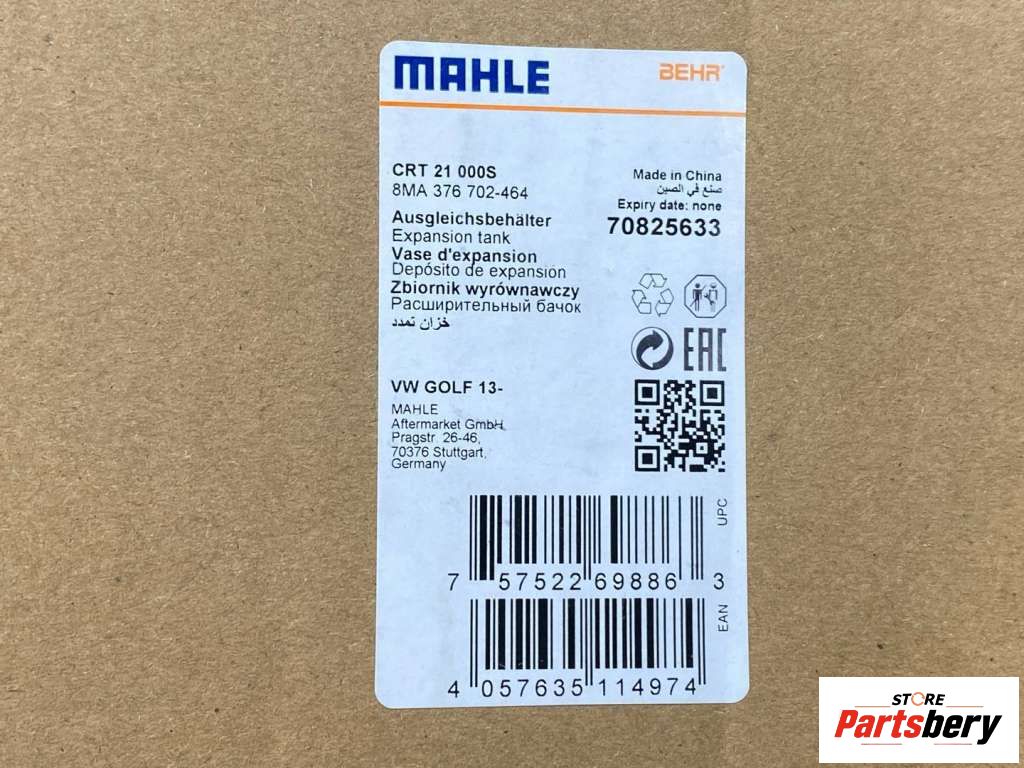 MAHLE
BEHR
CRT 21 000S
8MA 376 702-464
Ausgleichsbehälter
Expansion tank
Vase d'expansion
Depósito de expansión
Zbiornik wyrównawczy
Расширительный бачок
خزان تمدد
Made in China
صنع في الصين
Expiry date: none
70825633
EAC
VW GOLF 13-
MAHLE
Aftermarket GmbH,
Pragstr. 26-46,
70376 Stuttgart,
Germany
UPC
7 57522 69886 3
EAN
4 057635 114974
STORE
Partsbery